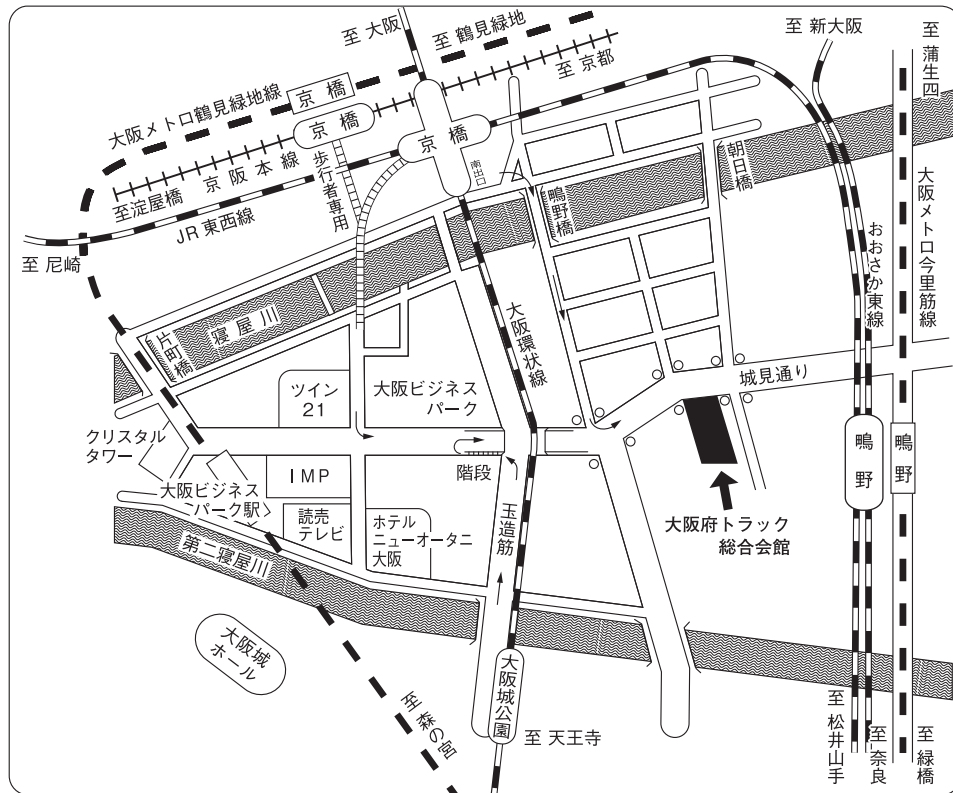 至 大阪
至 鶴見緑地
至 京都
至 新大阪
至 蒲生四
大阪メトロ鶴見緑地線
京橋
京橋
京橋
京阪本線
至淀屋橋
歩行者専用
JR東西線
至 尼崎
南出口
鴫野橋
朝日橋
おおさか東線
大阪メトロ今里筋線
片町橋
寝屋川
大阪環状線
城見通り
ツイン
21
大阪ビジネス
パーク
クリスタル
タワー
大阪ビジネス
パーク駅
IMP
階段
読売
テレビ
ホテル
ニューオータニ
大阪
玉造筋
大阪府トラック
総合会館
鴫野
鴫野
第二寝屋川
大阪城
ホール
至 森の宮
大阪城公園
至 天王寺
至 松井山手
至 奈良
至 緑橋